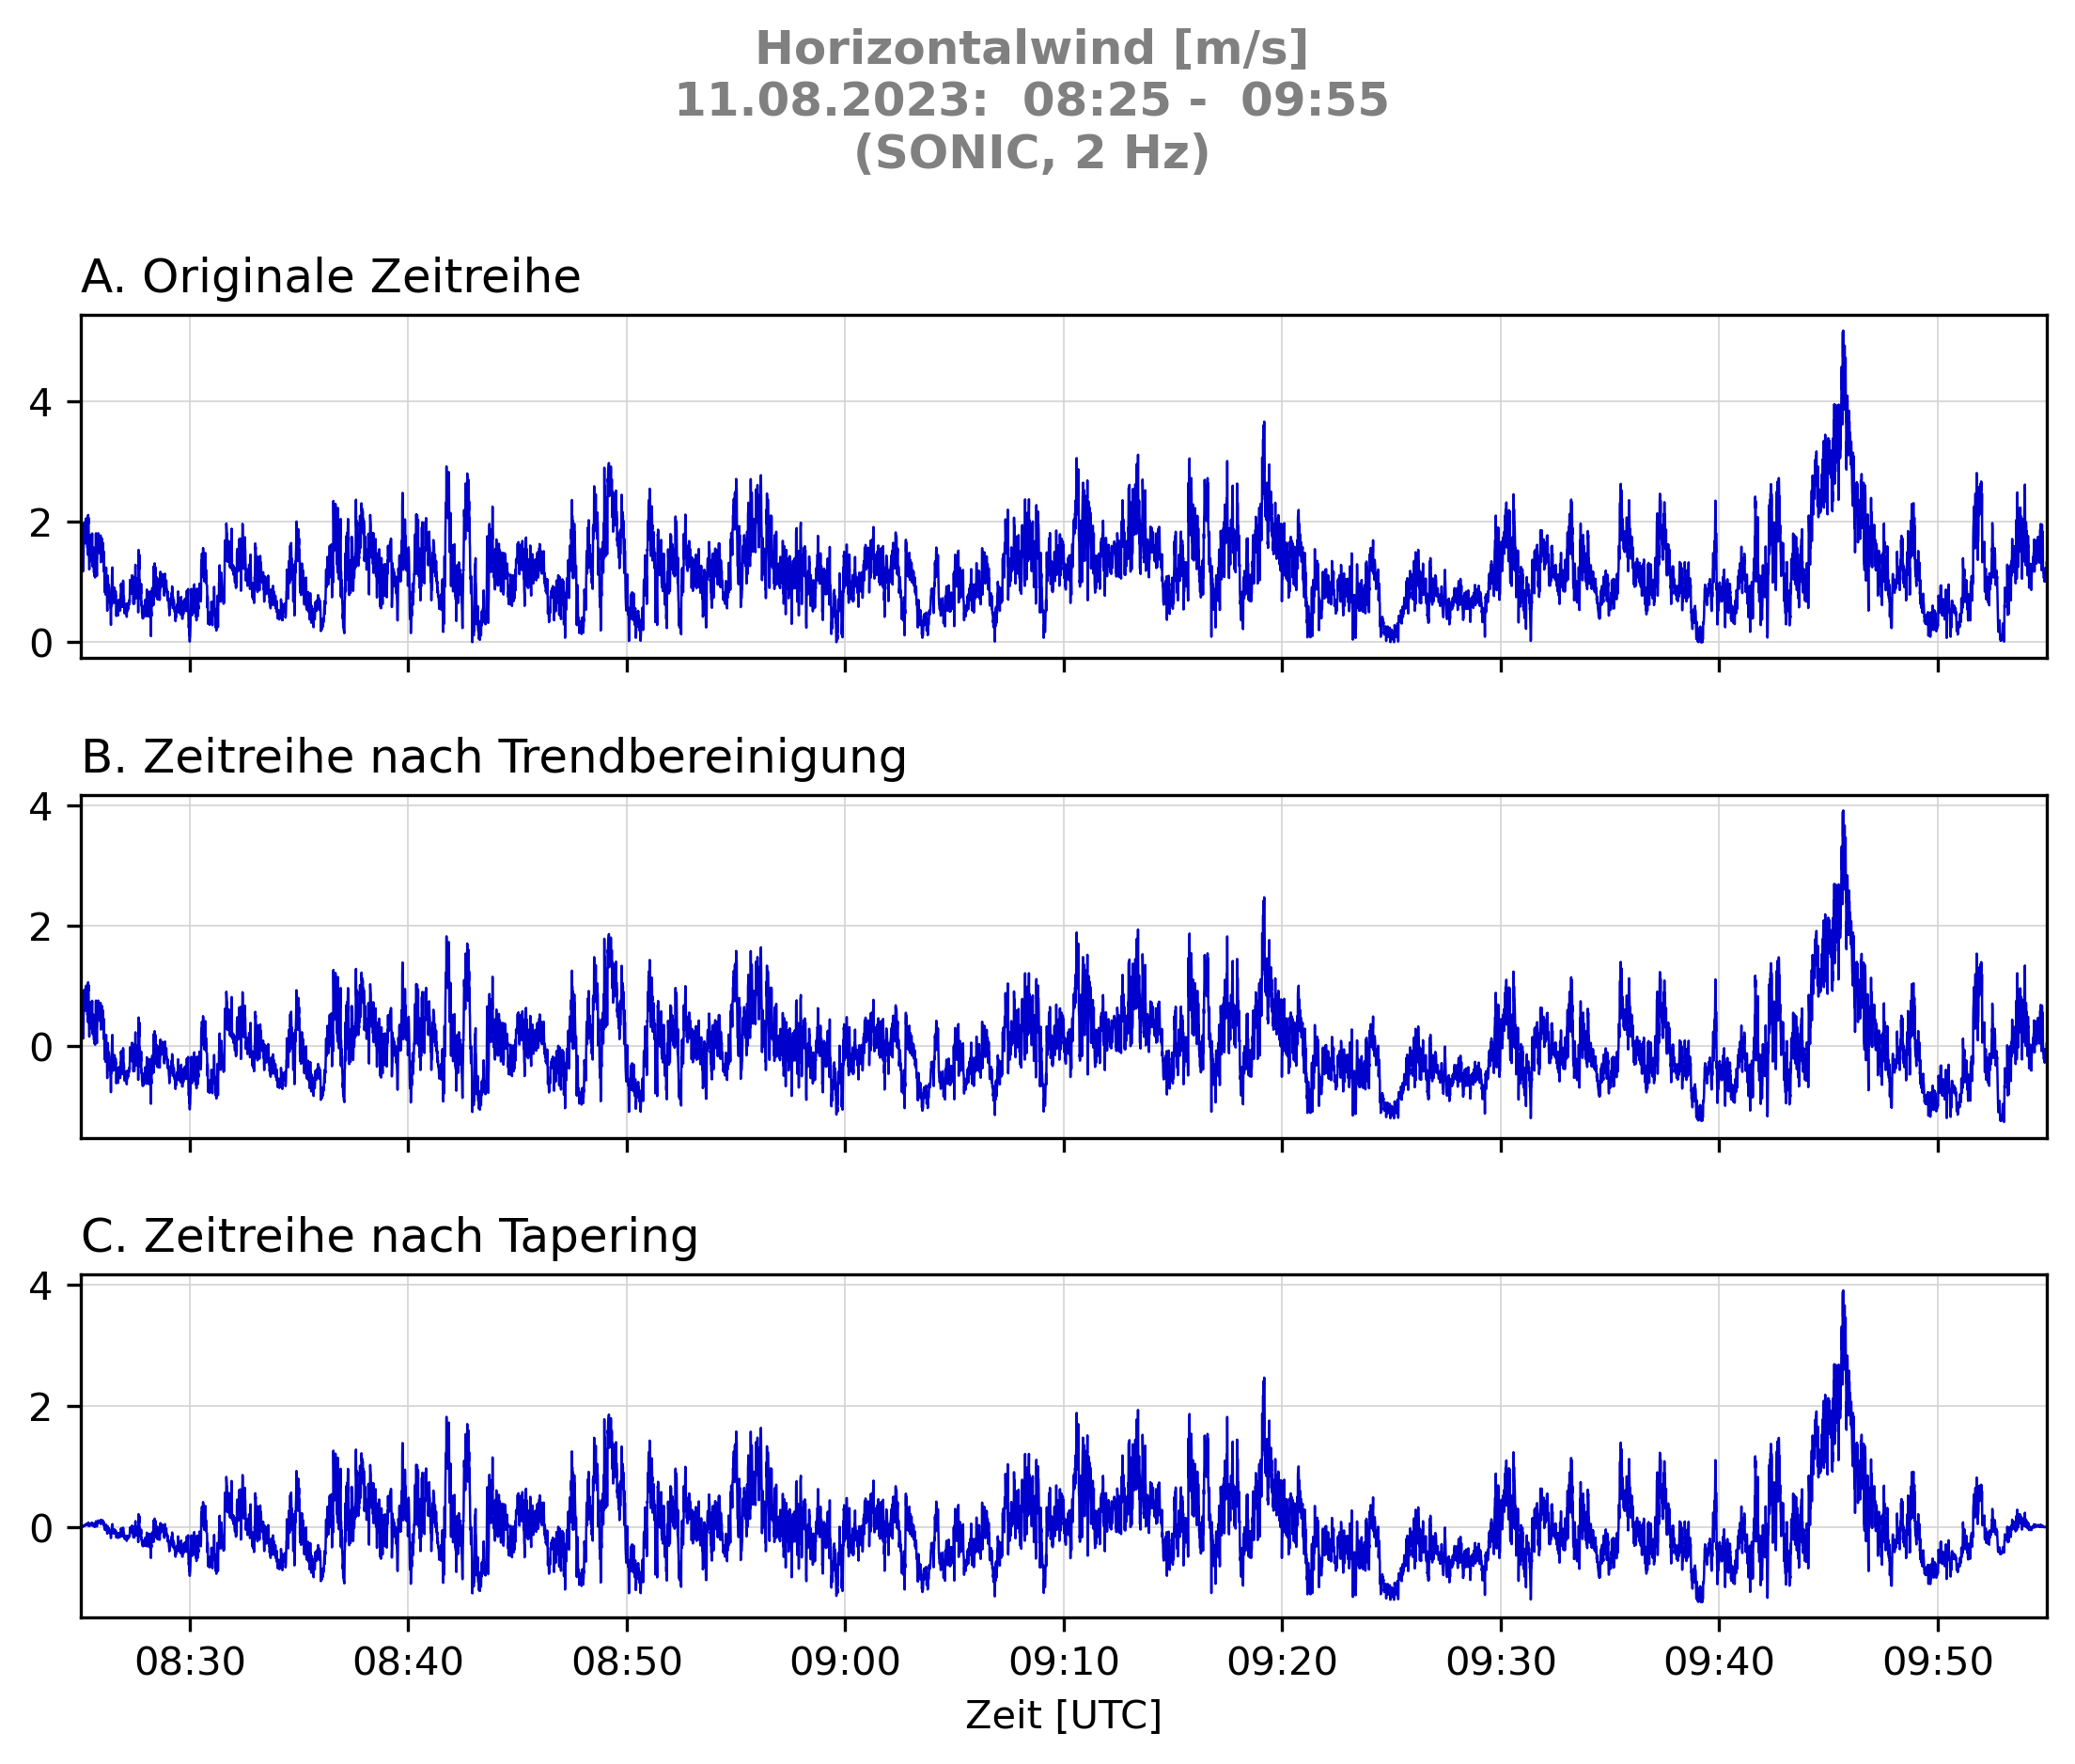 Horizontalwind [m/s]
11.08.2023:  08:25 -  09:55
(SONIC, 2 Hz)
A. Originale Zeitreihe
4
2
0
B. Zeitreihe nach Trendbereinigung
4
2
0
C. Zeitreihe nach Tapering
4
2
0
08:30 08:40 08:50 09:00 09:10 09:20 09:30 09:40 09:50
Zeit [UTC]